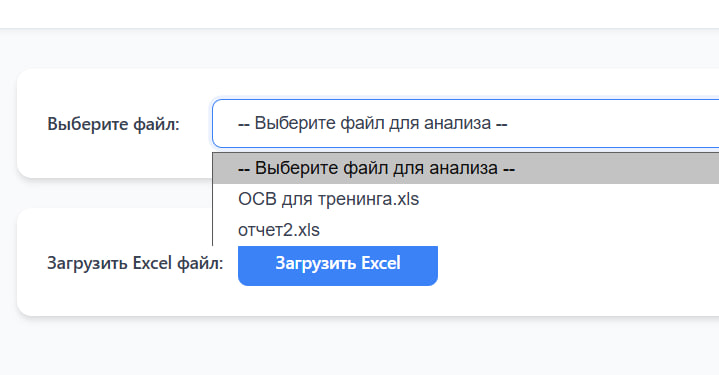 Выберите файл:
-- Выберите файл для анализа --
-- Выберите файл для анализа --
ОСВ для тренинга.xls
отчет2.xls
Загрузить Excel файл:
Загрузить Excel